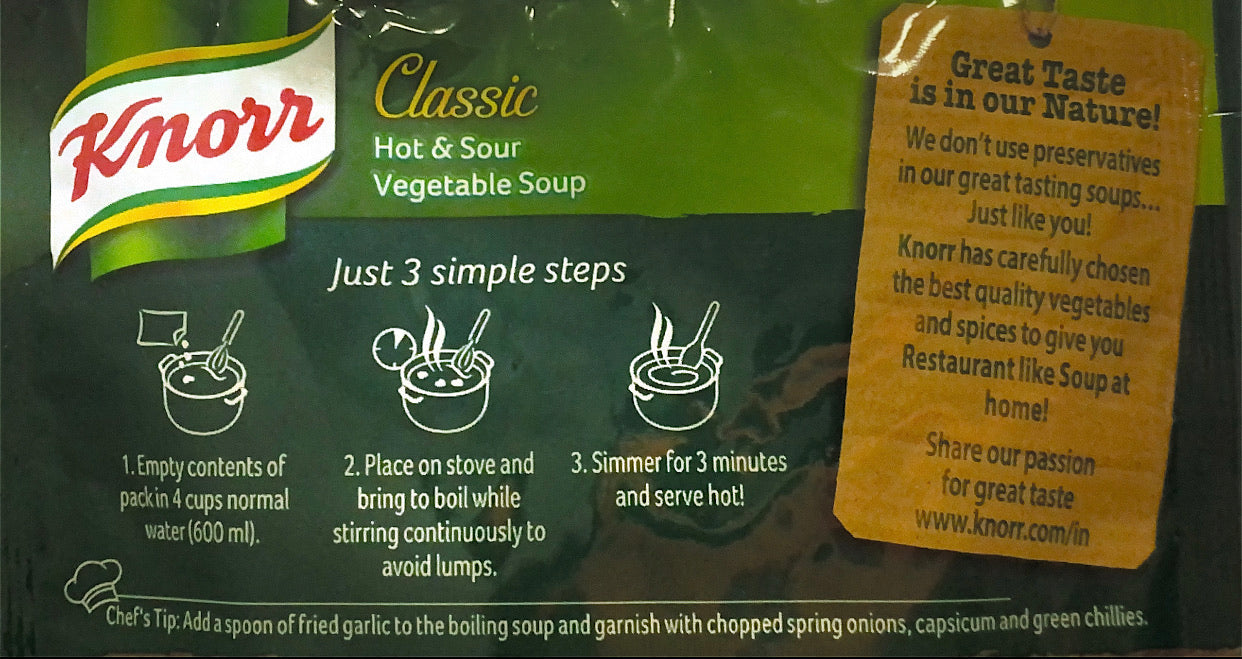 Knorr
Classic
Hot & Sour
Vegetable Soup
Just 3 simple steps
1. Empty contents of
pack in 4 cups normal
water (600 ml).
2. Place on stove and
bring to boil while
stirring continuously to
avoid lumps.
3. Simmer for 3 minutes
and serve hot!
Chef's Tip: Add a spoon of fried garlic to the boiling soup and garnish with chopped spring onions, capsicum and green chillies.
Great Taste
is in our Nature!
We don't use preservatives
in our great tasting soups...
Just like you!
Knorr has carefully chosen
the best quality vegetables
and spices to give you
Restaurant like Soup at
home!
Share our passion
for great taste
www.knorr.com/in